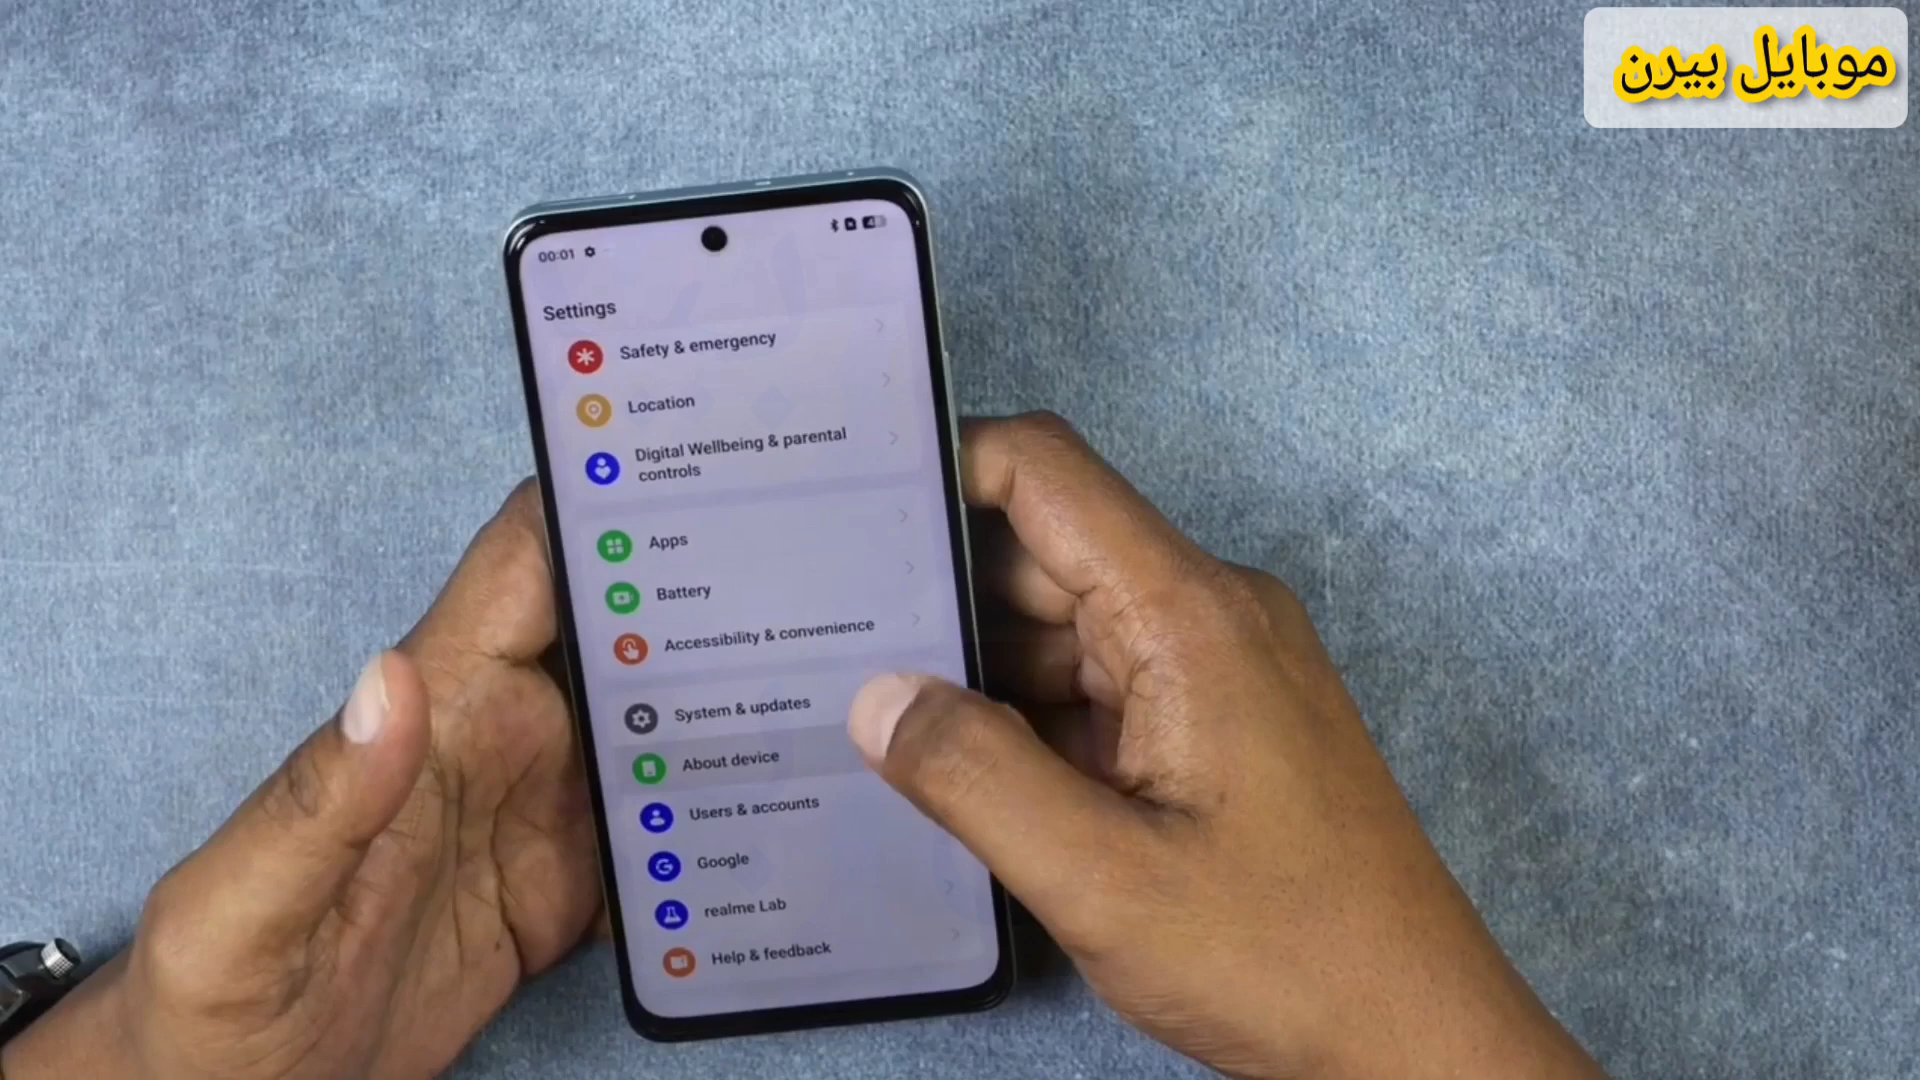 موبایل بیرن
00:01
Settings
Safety & emergency
Location
Digital Wellbeing & parental
controls
Apps
Battery
Accessibility & convenience
System & updates
About device
Users & accounts
Google
realme Lab
Help & feedback